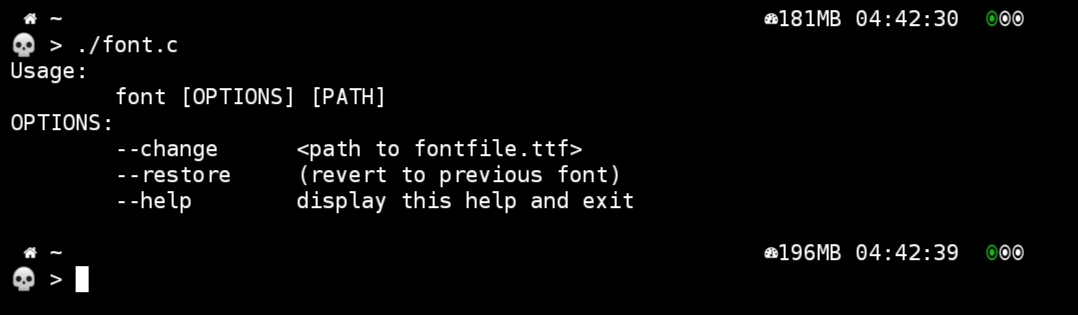 ~ 181MB 04:42:30
> ./font.c
Usage:
font [OPTIONS] [PATH]
OPTIONS:
--change <path to fontfile.ttf>
--restore (revert to previous font)
--help display this help and exit
~ 196MB 04:42:39
>